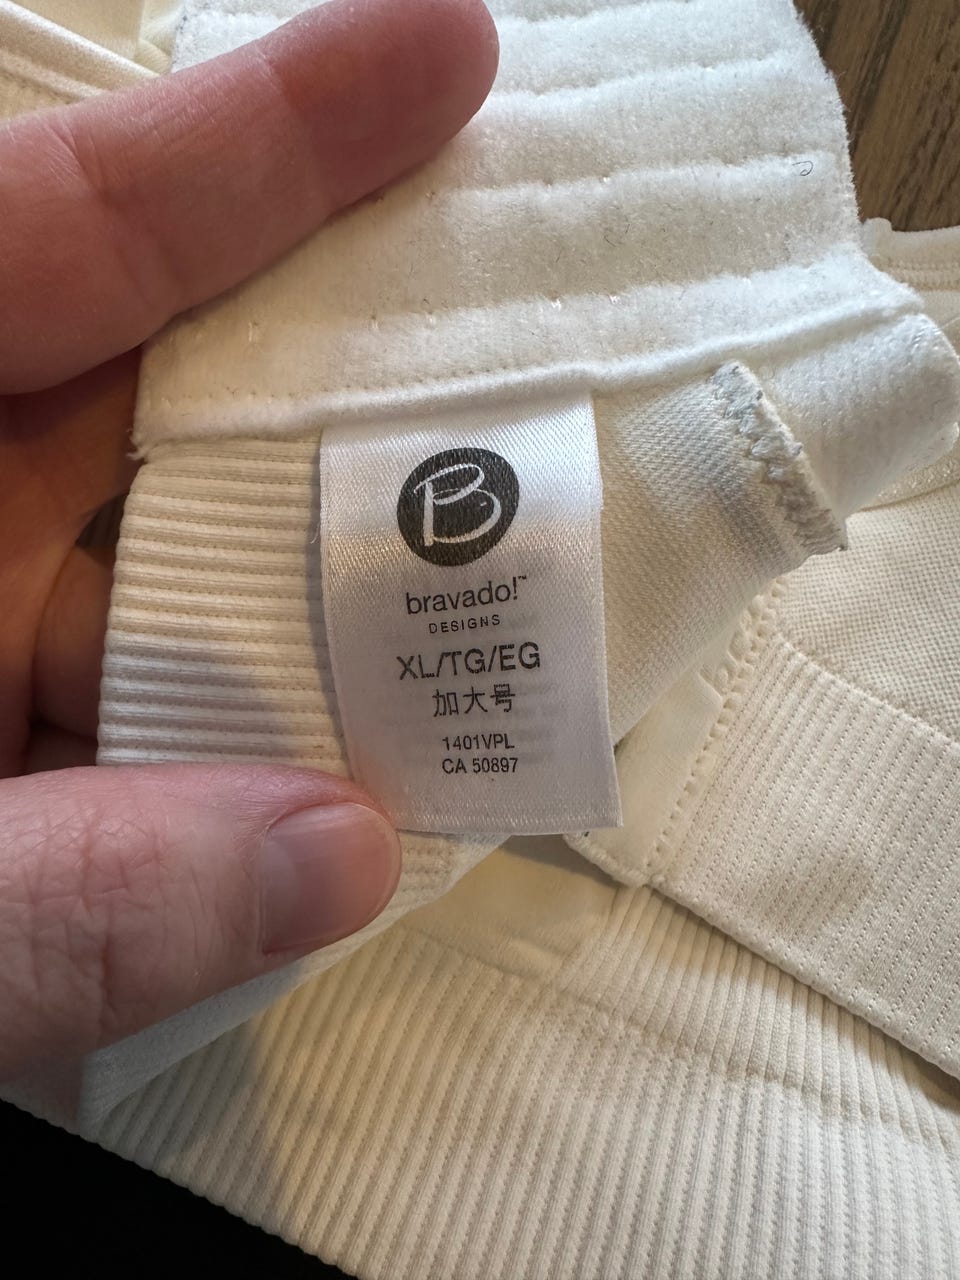 B
bravado!™
DESIGNS
XL/TG/EG
加大号
1401VPL
CA 50897